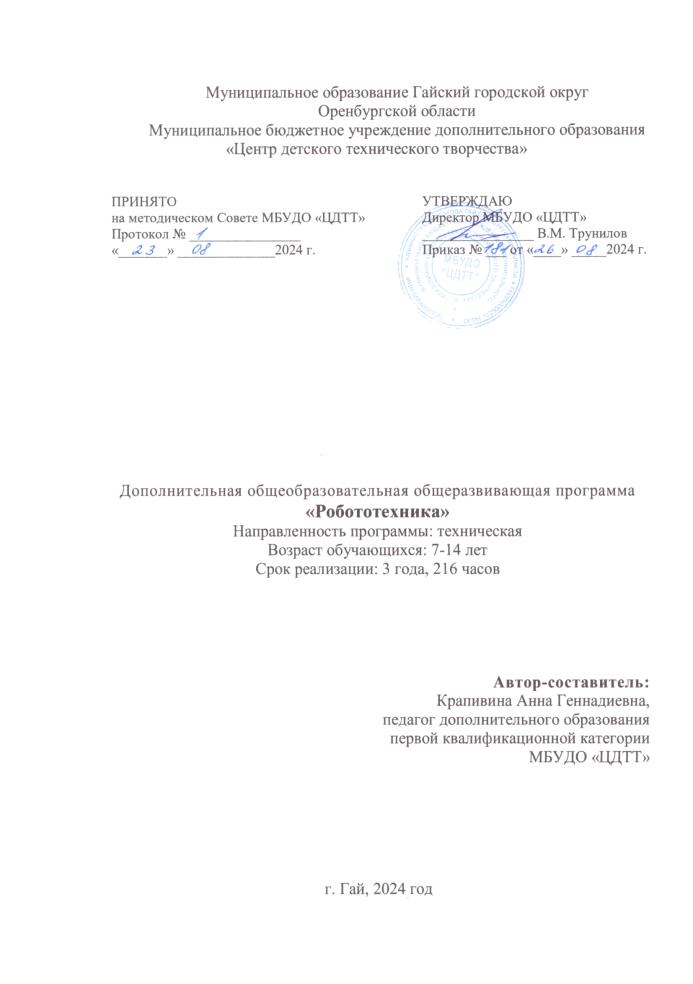 Муниципальное образование Гайский городской округ
Оренбургской области
Муниципальное бюджетное учреждение дополнительного образования
«Центр детского технического творчества»
ПРИНЯТО
на методическом Совете МБУДО «ЦДТТ»
Протокол № 1
« 23 » 08 2024 г.
УТВЕРЖДАЮ
Директор МБУДО «ЦДТТ»
В.М. Трунилов
Приказ № 181 от « 26 » 08 2024 г.
МБУДО
"ЦДТТ"
Дополнительная общеобразовательная общеразвивающая программа
«Робототехника»
Направленность программы: техническая
Возраст обучающихся: 7-14 лет
Срок реализации: 3 года, 216 часов
Автор-составитель:
Крапивина Анна Геннадиевна,
педагог дополнительного образования
первой квалификационной категории
МБУДО «ЦДТТ»
г. Гай, 2024 год